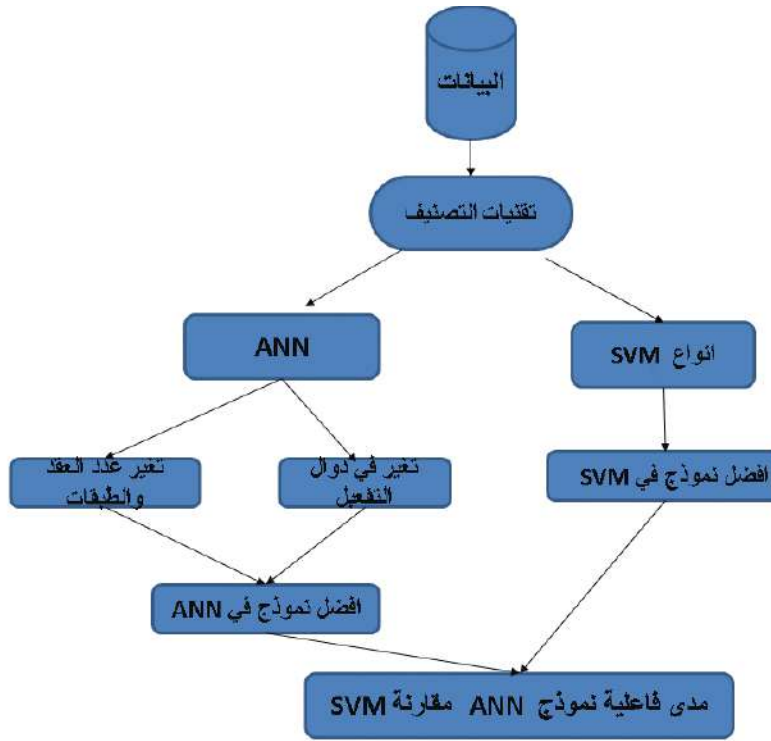 البيانات
تقنيات التصنيف
ANN
انواع SVM
تغير عدد العقد
والطبقات
تغير في دوال
التفعيل
افضل نموذج في SVM
افضل نموذج في ANN
مدى فاعلية نموذج ANN مقارنة SVM